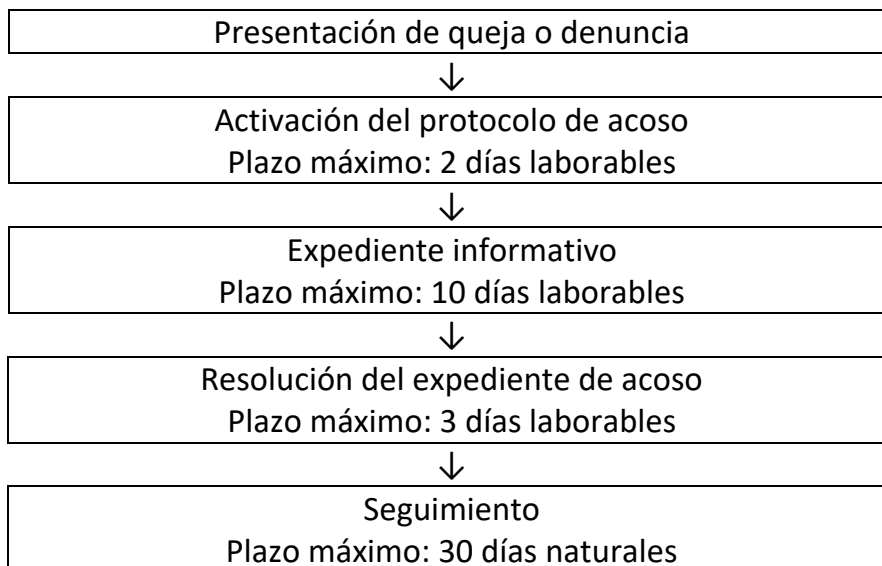 Presentación de queja o denuncia
↓
Activación del protocolo de acoso
Plazo máximo: 2 días laborables
↓
Expediente informativo
Plazo máximo: 10 días laborables
↓
Resolución del expediente de acoso
Plazo máximo: 3 días laborables
↓
Seguimiento
Plazo máximo: 30 días naturales